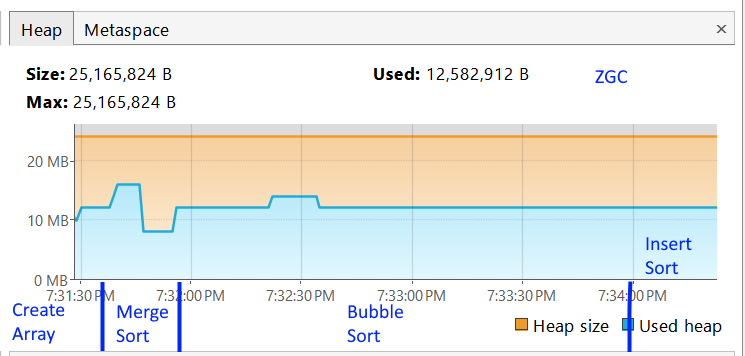 Heap Metaspace ×
Size: 25,165,824 B Used: 12,582,912 B ZGC
Max: 25,165,824 B
20 MB
10 MB
0 MB
Insert
Sort
7:31:30 PM 7:32:00 PM 7:32:30 PM 7:33:00 PM 7:33:30 PM 7:34:00 PM
Create
Array
Merge
Sort
Bubble
Sort
Heap size Used heap